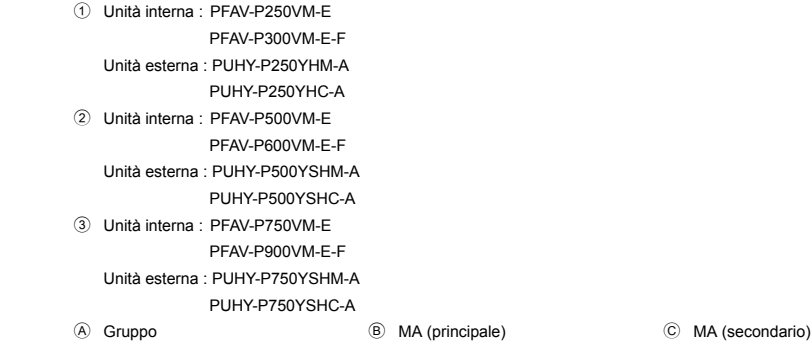 ① Unità interna : PFAV-P250VM-E
PFAV-P300VM-E-F
Unità esterna : PUHY-P250YHM-A
PUHY-P250YHC-A
② Unità interna : PFAV-P500VM-E
PFAV-P600VM-E-F
Unità esterna : PUHY-P500YSHM-A
PUHY-P500YSHC-A
③ Unità interna : PFAV-P750VM-E
PFAV-P900VM-E-F
Unità esterna : PUHY-P750YSHM-A
PUHY-P750YSHC-A
Ⓐ Gruppo Ⓑ MA (principale) Ⓒ MA (secondario)